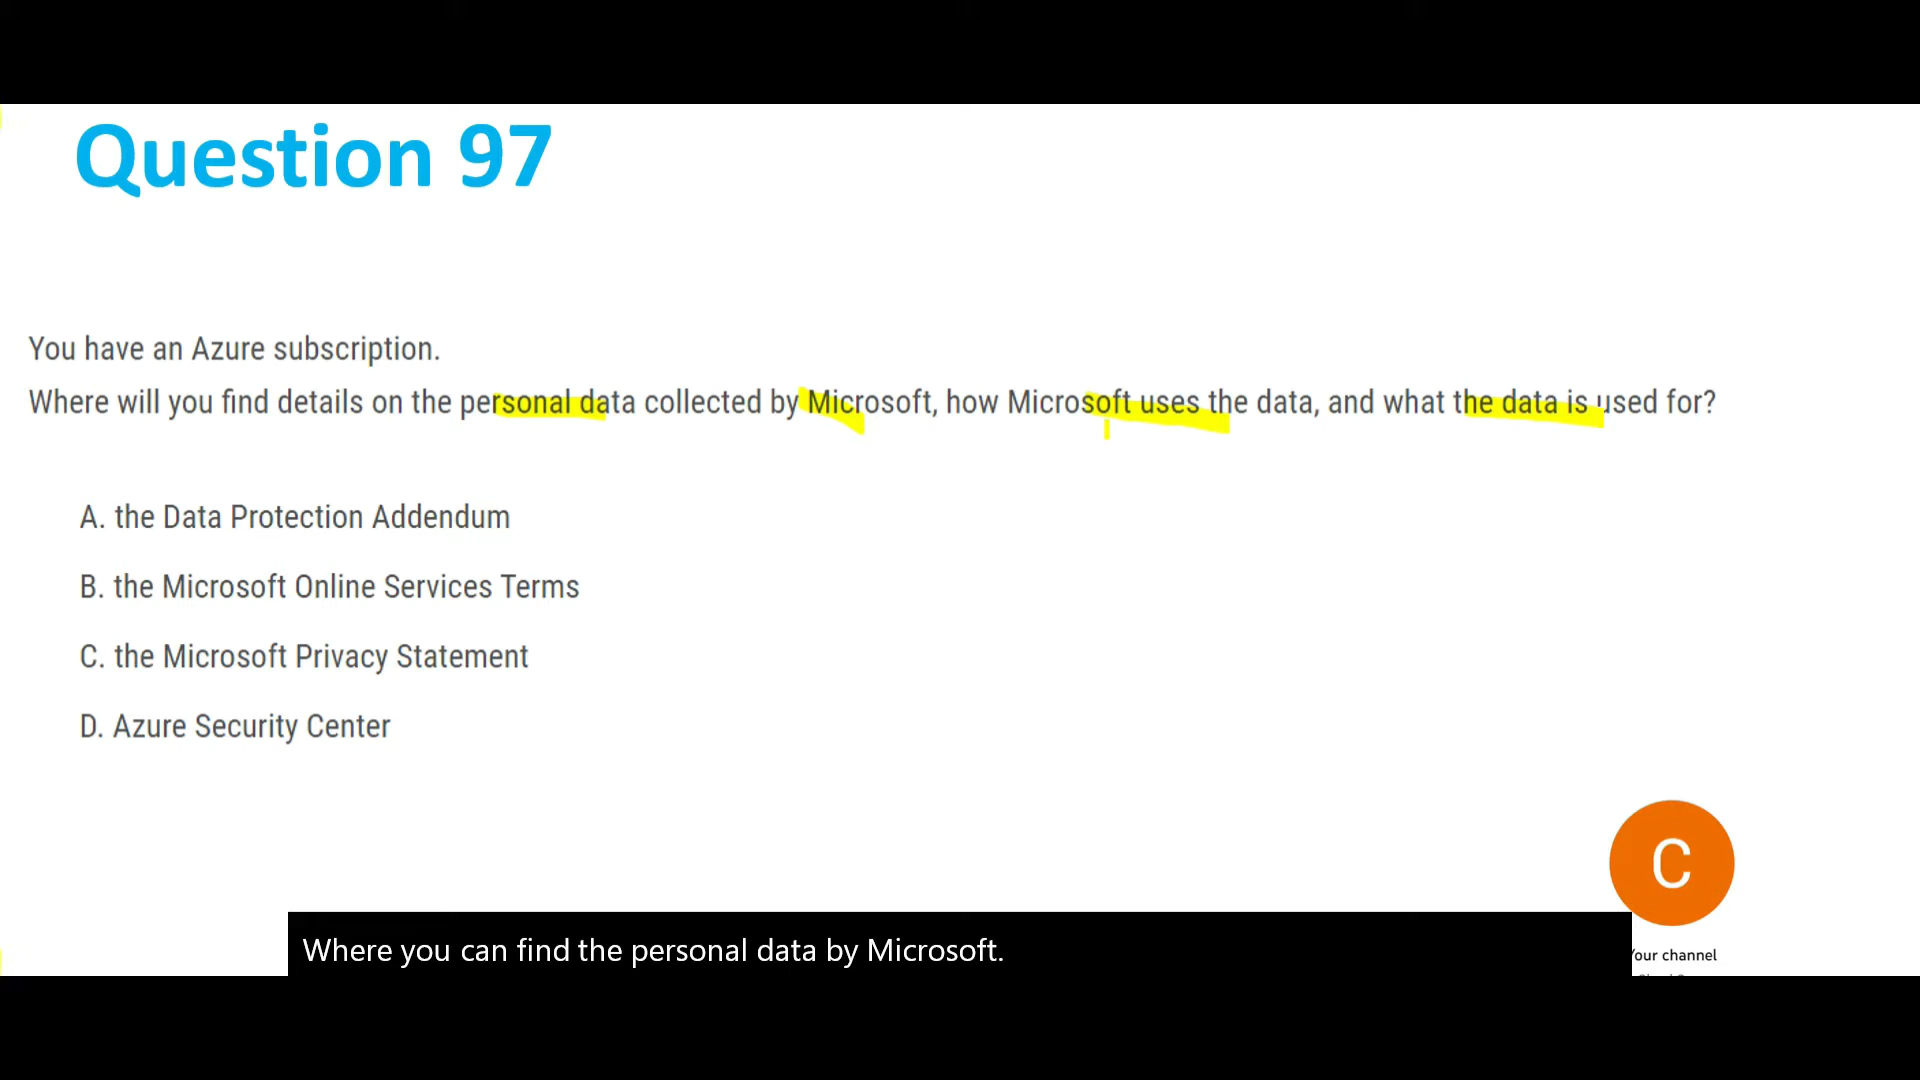 Question 97
You have an Azure subscription.
Where will you find details on the personal data collected by Microsoft, how Microsoft uses the data, and what the data is used for?
A. the Data Protection Addendum
B. the Microsoft Online Services Terms
C. the Microsoft Privacy Statement
D. Azure Security Center
C
Your channel
Where you can find the personal data by Microsoft.